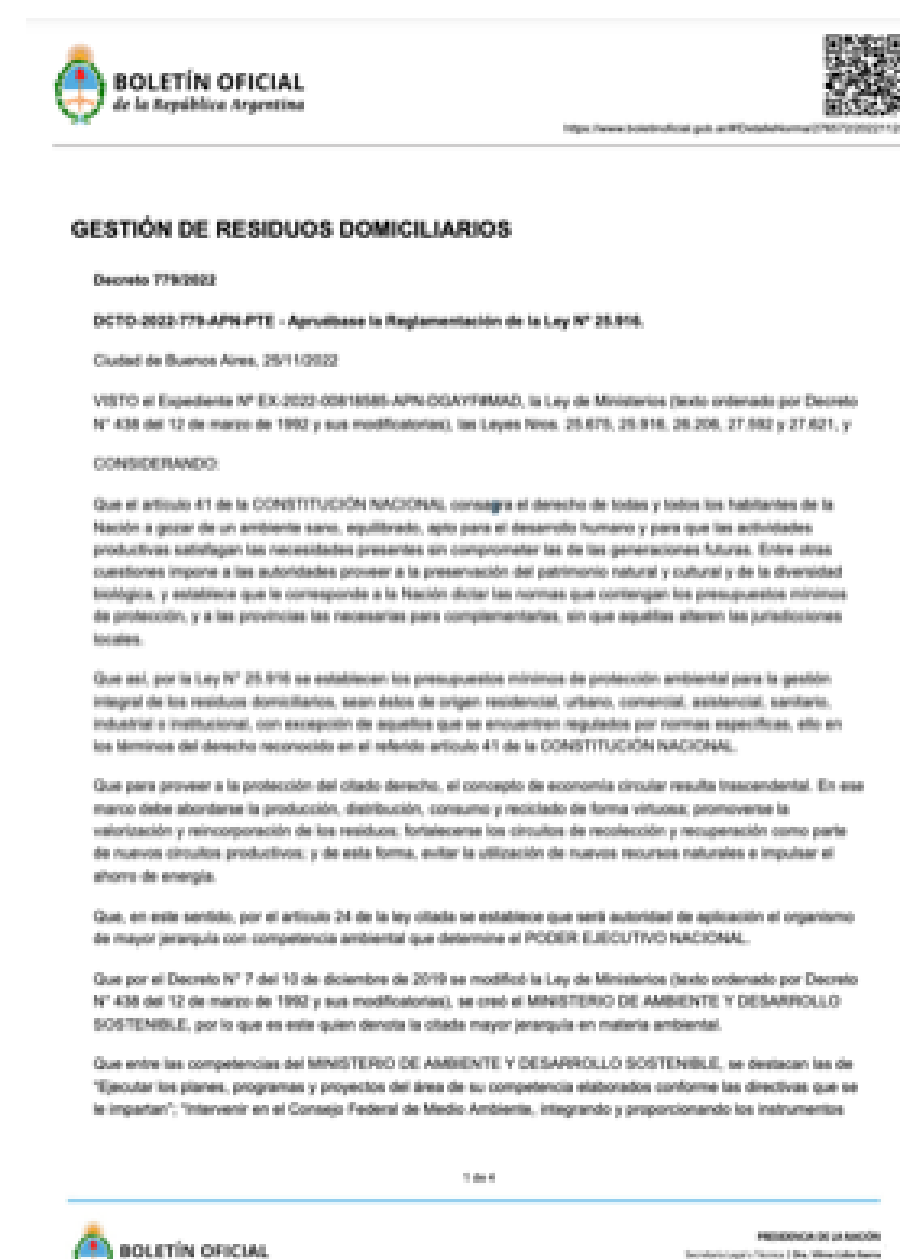 BOLETÍN OFICIAL
de la República Argentina
GESTIÓN DE RESIDUOS DOMICILIARIOS
Decreto 779/2022
DCTO-2022-779-APN-PTE - Apruébase la Reglamentación de la Ley N° 25.916.
Ciudad de Buenos Aires, 25/11/2022
VISTO el Expediente N° EX-2022-00818585-APN-DGAYF#MAD, la Ley de Ministerios (texto ordenado por Decreto
N° 438 del 12 de marzo de 1992 y sus modificatorias), las Leyes Nros. 25.675, 25.916, 26.206, 27.592 y 27.621, y
CONSIDERANDO:
Que el artículo 41 de la CONSTITUCIÓN NACIONAL consagra el derecho de todas y todos los habitantes de la
Nación a gozar de un ambiente sano, equilibrado, apto para el desarrollo humano y para que las actividades
productivas satisfagan las necesidades presentes sin comprometer las de las generaciones futuras. Entre otras
cuestiones impone a las autoridades proveer a la preservación del patrimonio natural y cultural y de la diversidad
biológica, y establece que le corresponde a la Nación dictar las normas que contengan los presupuestos mínimos
de protección, y a las provincias las necesarias para complementarlas, sin que aquéllas alteren las jurisdicciones
locales.
Que así, por la Ley N° 25.916 se establecen los presupuestos mínimos de protección ambiental para la gestión
integral de los residuos domiciliarios, sean éstos de origen residencial, urbano, comercial, asistencial, sanitario,
industrial o institucional, con excepción de aquellos que se encuentren regulados por normas específicas, ello en
los términos del derecho reconocido en el referido artículo 41 de la CONSTITUCIÓN NACIONAL.
Que para proveer a la protección del citado derecho, el concepto de economía circular resulta trascendental. En ese
marco debe abordarse la producción, distribución, consumo y reciclado de forma virtuosa; promoverse la
valorización y reincorporación de los residuos; fortalecerse los circuitos de recolección y recuperación como parte
de nuevos circuitos productivos; y de esta forma, evitar la utilización de nuevos recursos naturales e impulsar el
ahorro de energía.
Que, en este sentido, por el artículo 24 de la ley citada se establece que será autoridad de aplicación el organismo
de mayor jerarquía con competencia ambiental que determine el PODER EJECUTIVO NACIONAL.
Que por el Decreto N° 7 del 10 de diciembre de 2019 se modificó la Ley de Ministerios (texto ordenado por Decreto
N° 438 del 12 de marzo de 1992 y sus modificatorias), se creó el MINISTERIO DE AMBIENTE Y DESARROLLO
SOSTENIBLE, por lo que es este quien denota la citada mayor jerarquía en materia ambiental.
Que entre las competencias del MINISTERIO DE AMBIENTE Y DESARROLLO SOSTENIBLE, se destacan las de
"Ejecutar los planes, programas y proyectos del área de su competencia elaborados conforme las directivas que se
le impartan"; "Intervenir en el Consejo Federal de Medio Ambiente, integrando y proporcionando los instrumentos
1 de 4
BOLETÍN OFICIAL
PRESIDENCIA DE LA NACIÓN
Secretaría Legal y Técnica